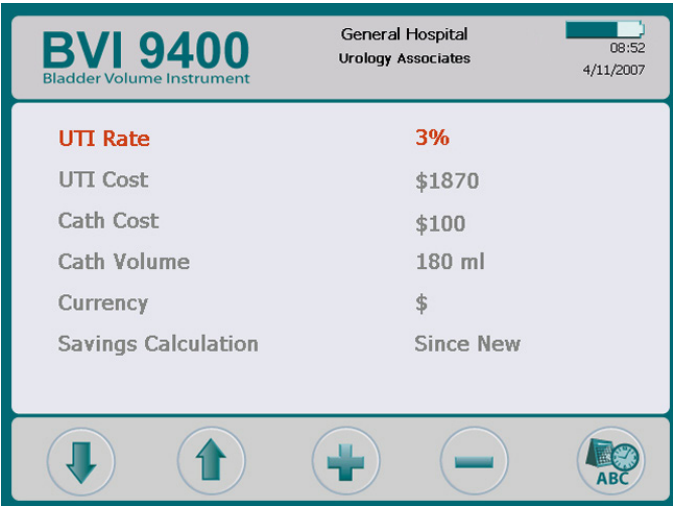 BVI 9400
Bladder Volume Instrument
General Hospital
Urology Associates
08:52
4/11/2007
UTI Rate 3%
UTI Cost $1870
Cath Cost $100
Cath Volume 180 ml
Currency $
Savings Calculation Since New
ABC